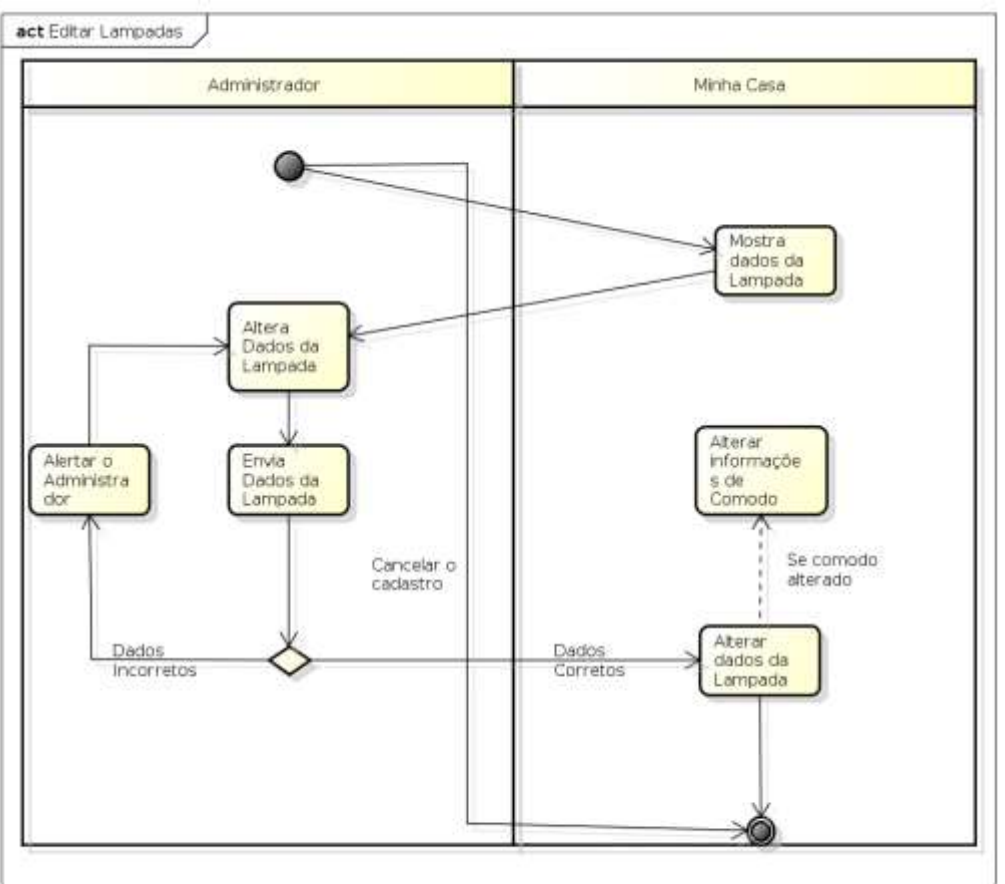 act Editar Lampadas
Administrador
Minha Casa
Mostra
dados da
Lampada
Altera
Dados da
Lampada
Alertar o
Administra
dor
Envia
Dados da
Lampada
Alterar
informaçõe
s de
Comodo
Cancelar o
cadastro
Se comodo
alterado
Dados
Incorretos
Dados
Corretos
Alterar
dados da
Lampada